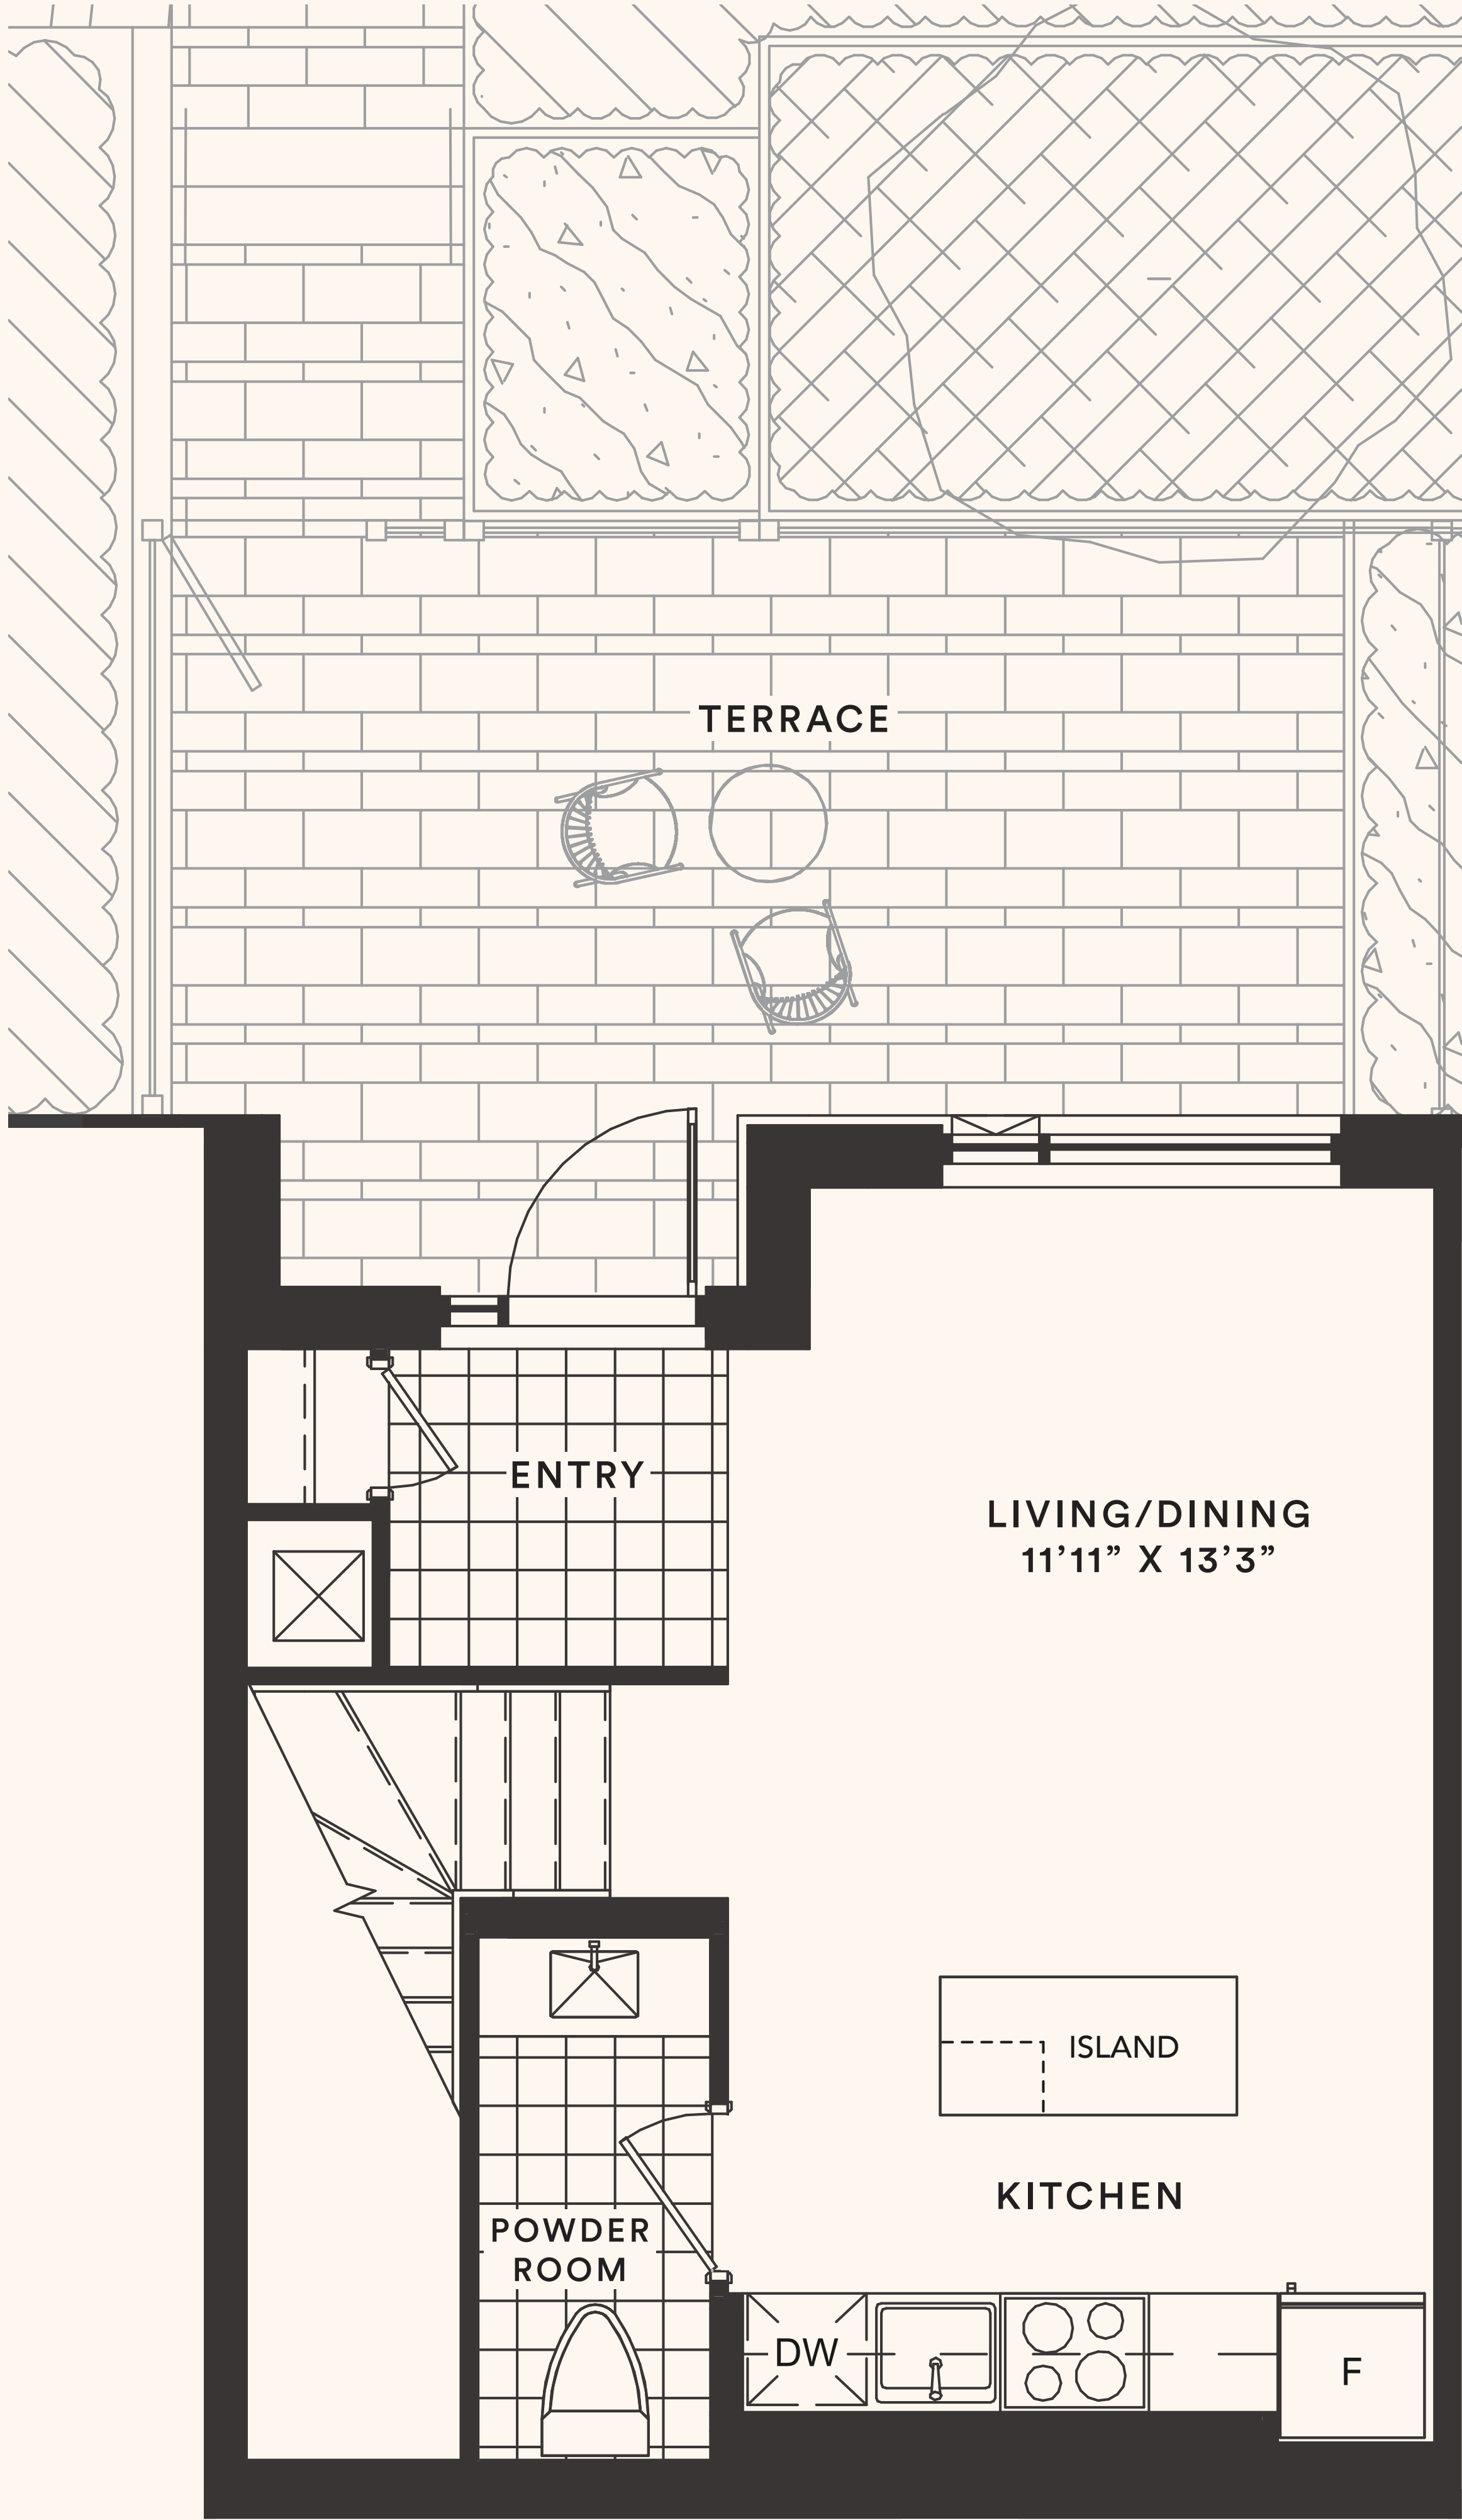 TERRACE
ENTRY
LIVING/DINING
11’11” X 13’3”
ISLAND
KITCHEN
POWDER
ROOM
DW
F